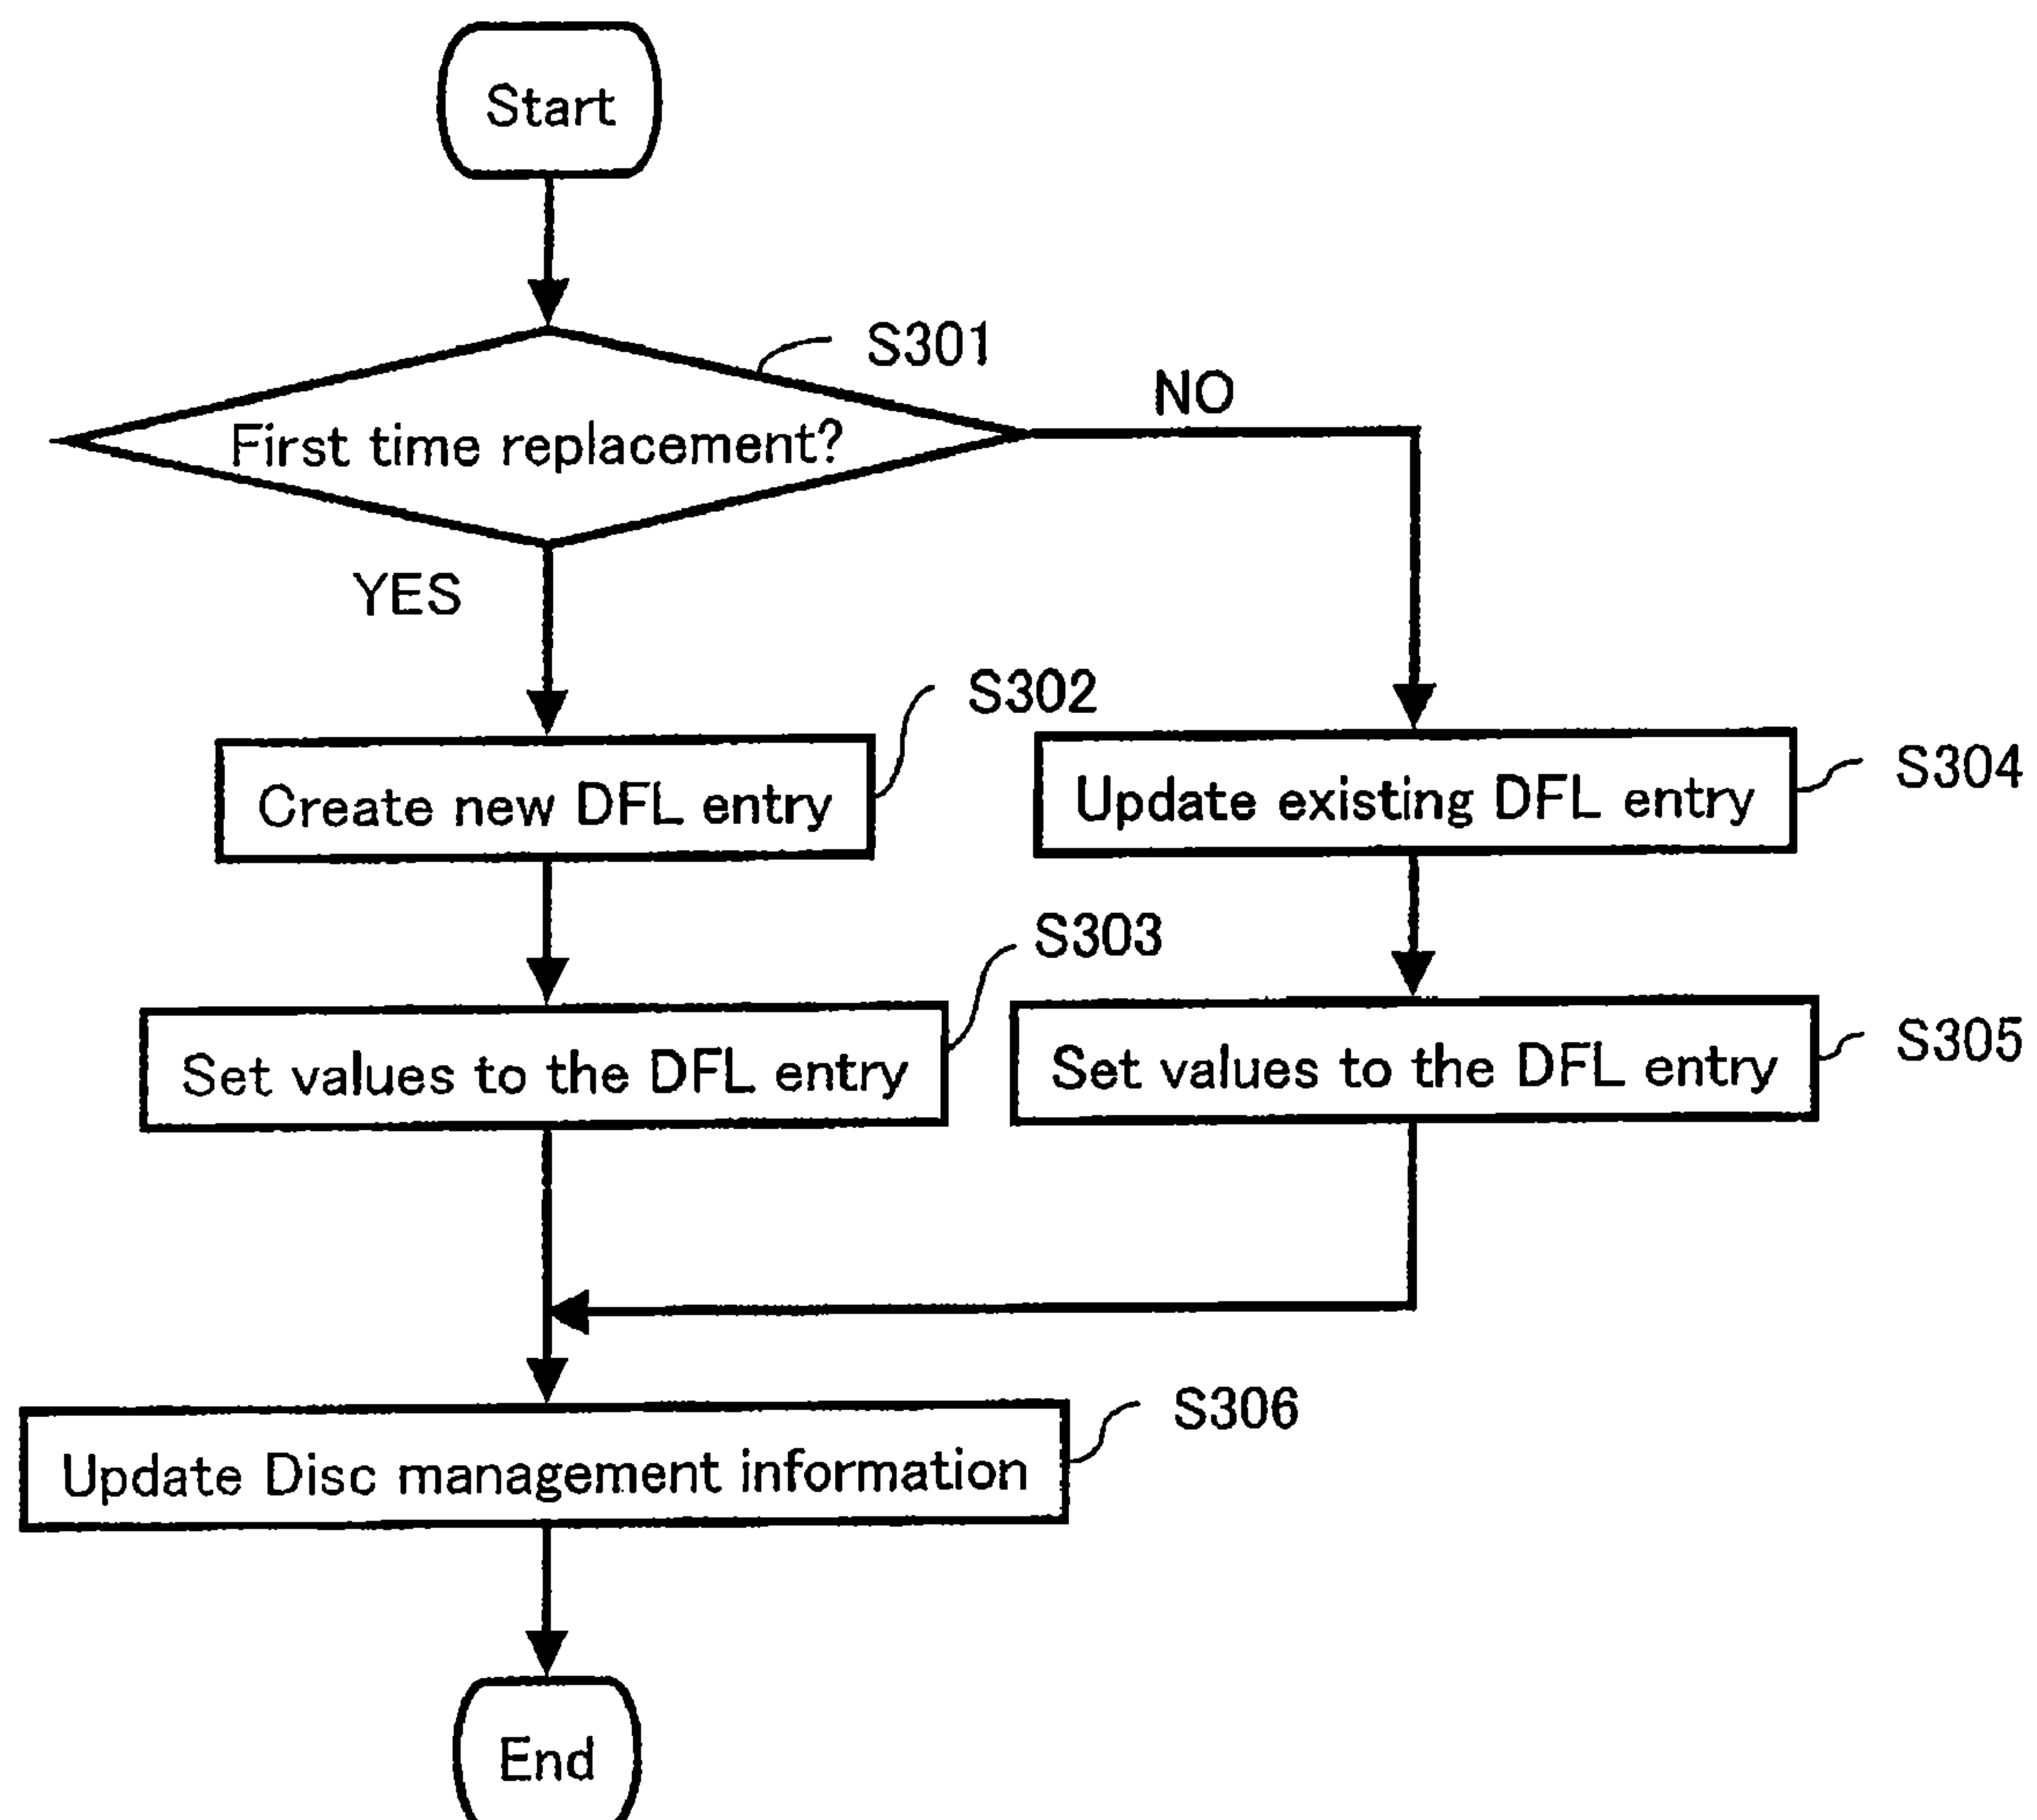 Start
S301
First time replacement?
NO
YES
S302
Create new DFL entry
S304
Update existing DFL entry
S303
Set values to the DFL entry
S305
Set values to the DFL entry
S306
Update Disc management information
End